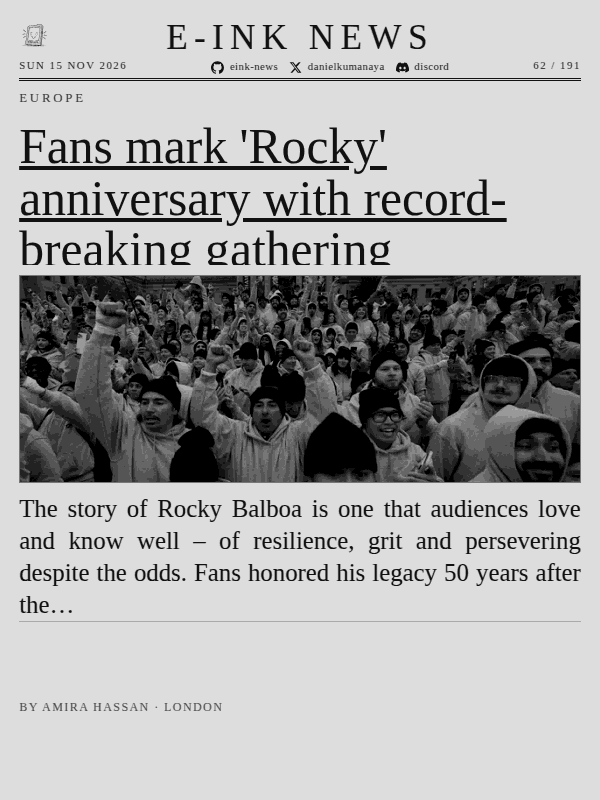 E-INK NEWS
SUN 15 NOV 2026
eink-news danielkumanaya discord
62 / 191
EUROPE
Fans mark 'Rocky'
anniversary with record-
breaking gathering
The story of Rocky Balboa is one that audiences love
and know well – of resilience, grit and persevering
despite the odds. Fans honored his legacy 50 years after
the…
BY AMIRA HASSAN · LONDON